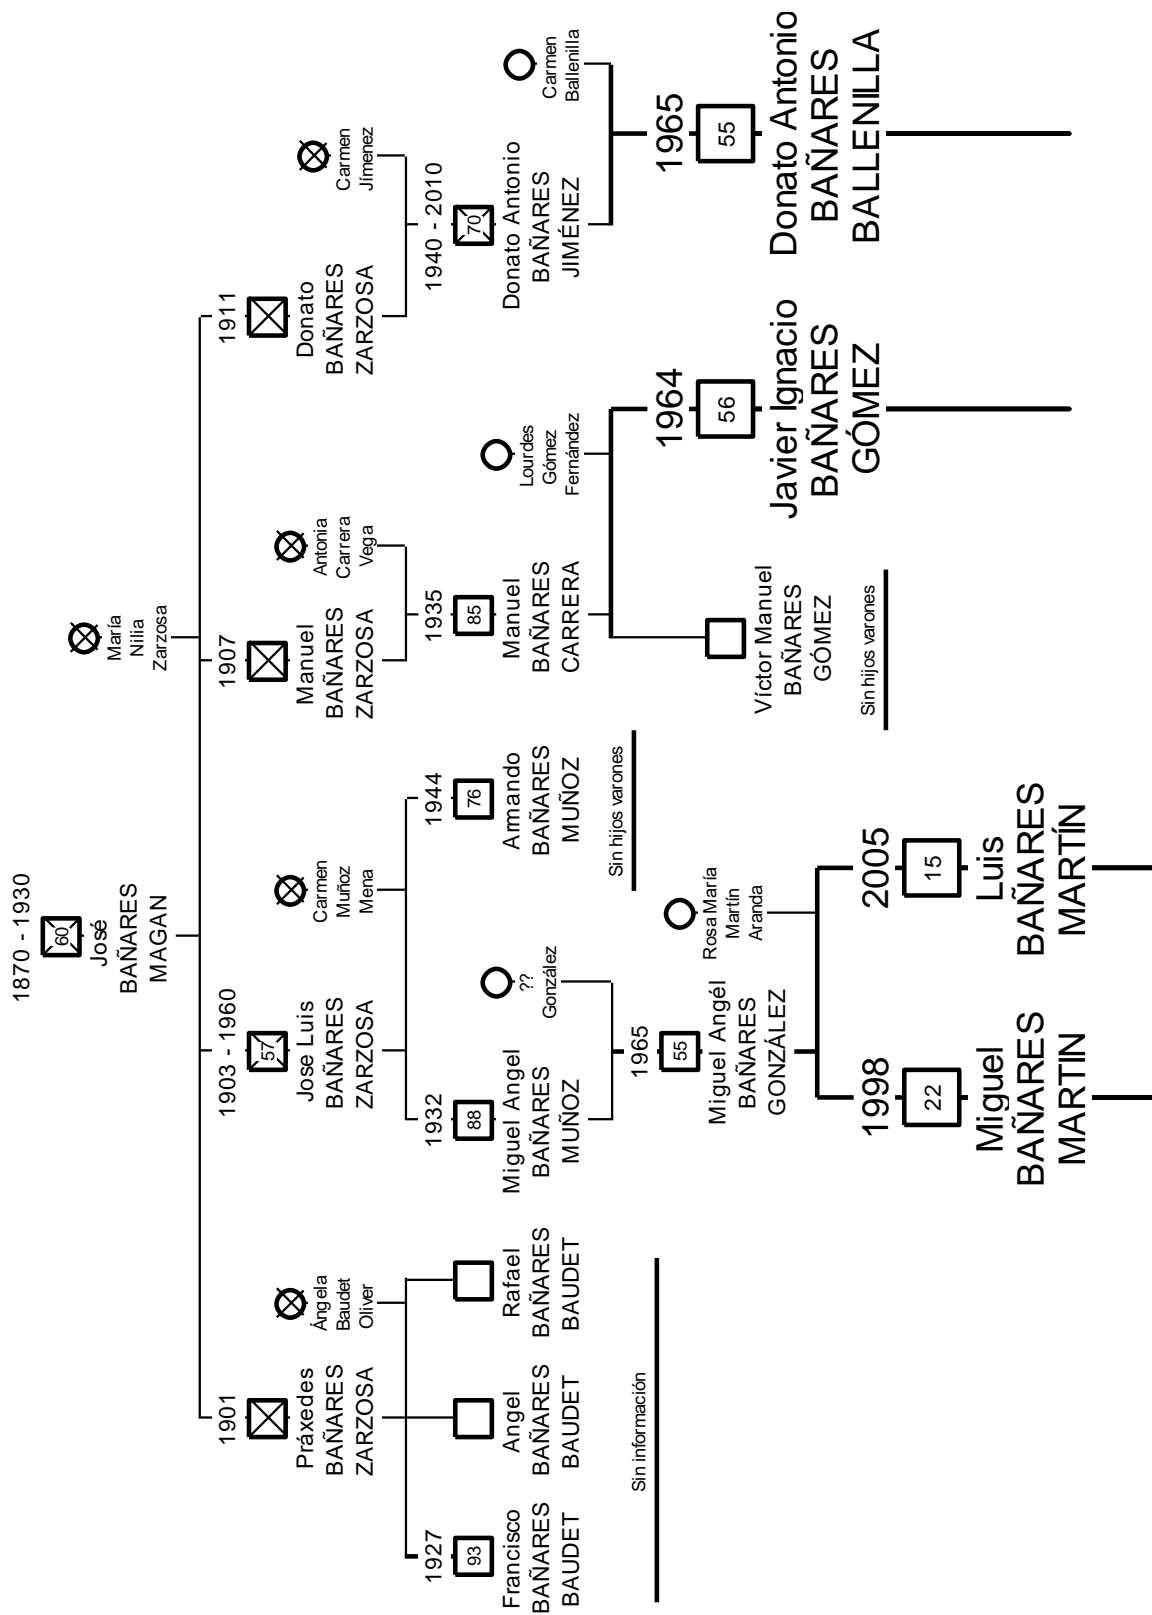 1870 - 1930
60
José
BAÑARES
MAGAN
María
Nilia
Zarzosa
1901
Práxedes
BAÑARES
ZARZOSA
Ángela
Baudet
Oliver
1903 - 1960
57
Jose Luis
BAÑARES
ZARZOSA
Carmen
Muñoz
Mena
1907
Manuel
BAÑARES
ZARZOSA
Antonia
Carrera
Vega
1911
Donato
BAÑARES
ZARZOSA
Carmen
Jímenez
1927
93
Francisco
BAÑARES
BAUDET
Angel
BAÑARES
BAUDET
Rafael
BAÑARES
BAUDET
Sin información
1932
88
Miguel Angel
BAÑARES
MUÑOZ
??
González
1944
76
Armando
BAÑARES
MUÑOZ
Sin hijos varones
1935
85
Manuel
BAÑARES
CARRERA
Lourdes
Gómez
Fernández
1940 - 2010
70
Donato Antonio
BAÑARES
JIMÉNEZ
Carmen
Ballenilla
1965
55
Miguel Angél
BAÑARES
GONZÁLEZ
Rosa María
Martín
Aranda
Víctor Manuel
BAÑARES
GÓMEZ
Sin hijos varones
1964
56
Javier Ignacio
BAÑARES
GÓMEZ
1965
55
Donato Antonio
BAÑARES
BALLENILLA
1998
22
Miguel
BAÑARES
MARTIN
2005
15
Luis
BAÑARES
MARTÍN